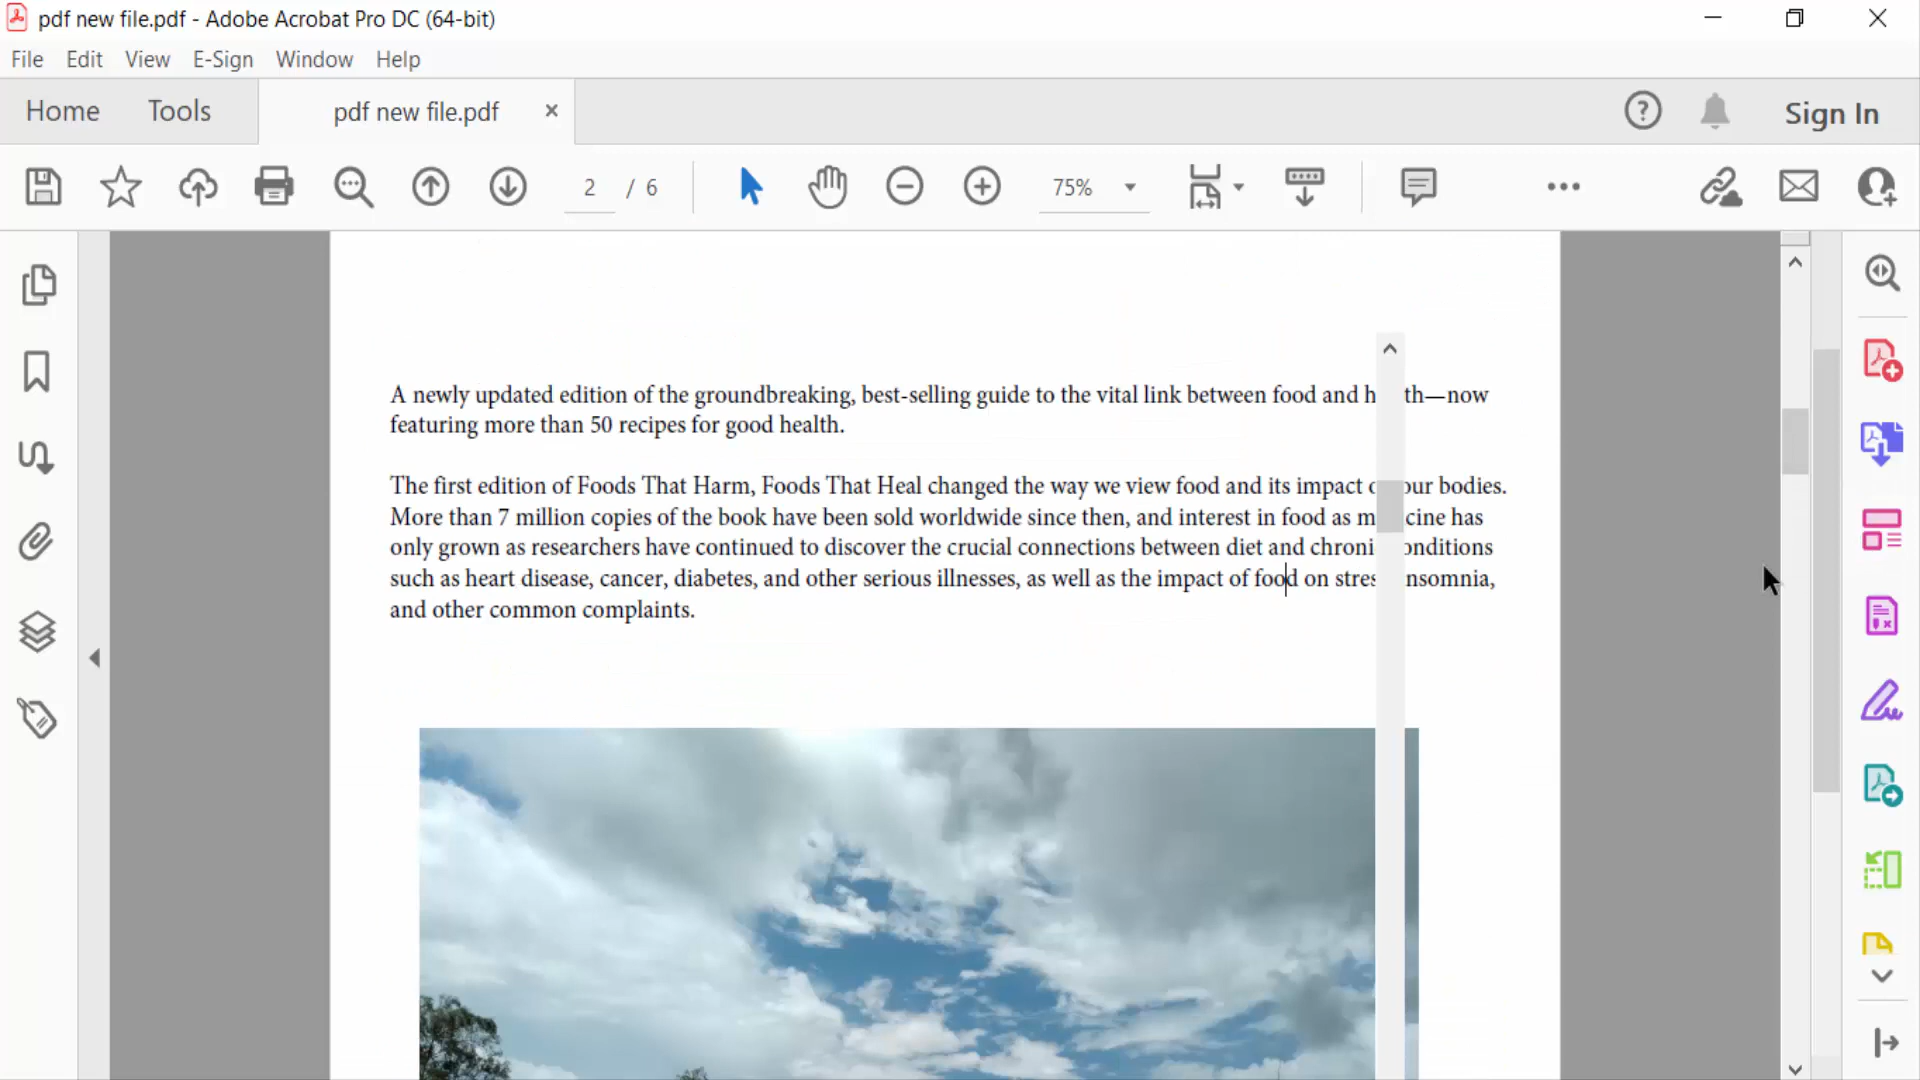 pdf new file.pdf - Adobe Acrobat Pro DC (64-bit)
File Edit View E-Sign Window Help
Home Tools pdf new file.pdf × ? Sign In
2 / 6 75%
A newly updated edition of the groundbreaking, best-selling guide to the vital link between food and h th—now
featuring more than 50 recipes for good health.
The first edition of Foods That Harm, Foods That Heal changed the way we view food and its impact o our bodies.
More than 7 million copies of the book have been sold worldwide since then, and interest in food as m cine has
only grown as researchers have continued to discover the crucial connections between diet and chroni onditions
such as heart disease, cancer, diabetes, and other serious illnesses, as well as the impact of food on stres nsomnia,
and other common complaints.